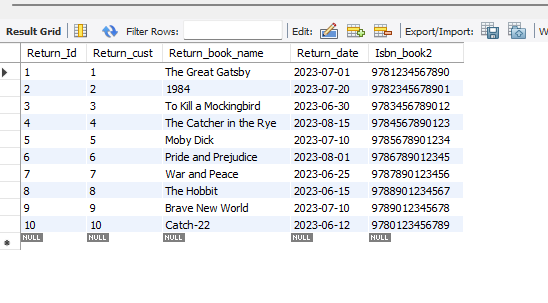 Result Grid Filter Rows: Edit: Export/Import: W
Return_Id Return_cust Return_book_name Return_date Isbn_book2
1 1 The Great Gatsby 2023-07-01 9781234567890
2 2 1984 2023-07-20 9782345678901
3 3 To Kill a Mockingbird 2023-06-30 9783456789012
4 4 The Catcher in the Rye 2023-08-15 9784567890123
5 5 Moby Dick 2023-07-10 9785678901234
6 6 Pride and Prejudice 2023-08-01 9786789012345
7 7 War and Peace 2023-06-25 9787890123456
8 8 The Hobbit 2023-06-15 9788901234567
9 9 Brave New World 2023-07-10 9789012345678
10 10 Catch-22 2023-06-12 9780123456789
NULL NULL NULL NULL NULL